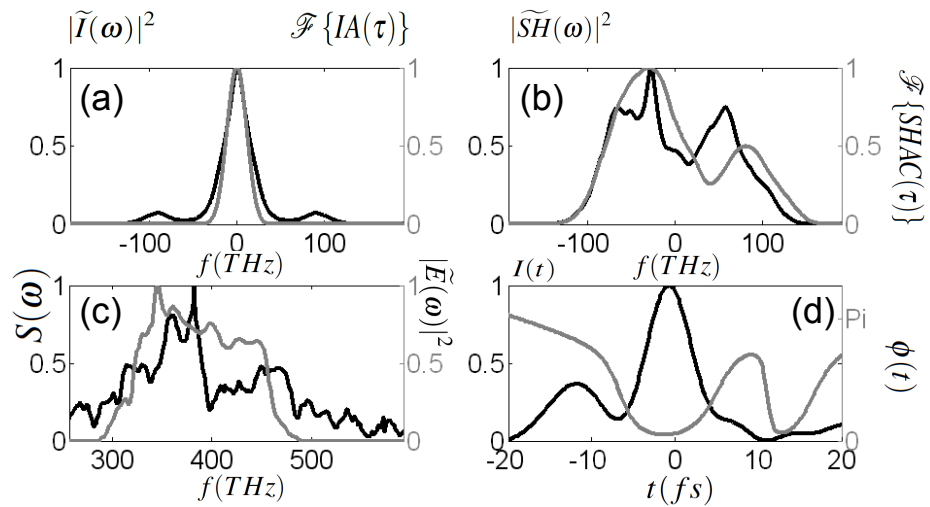 |Ĩ(ω)|² ℱ{IA(τ)}
|S͠H(ω)|²
1 1
(a)
0.5 0.5
0 0
-100 0 100
f(THz)
1 1
(b)
0.5 0.5
0 0
-100 0 100
f(THz)
ℱ{SHAC(τ)}
S(ω)
1 1
(c)
0.5 0.5
0 0
300 400 500
f(THz)
|Ẽ(ω)|²
I(t)
1
(d) Pi
0.5
0 0
-20 -10 0 10 20
t(fs)
ϕ(t)